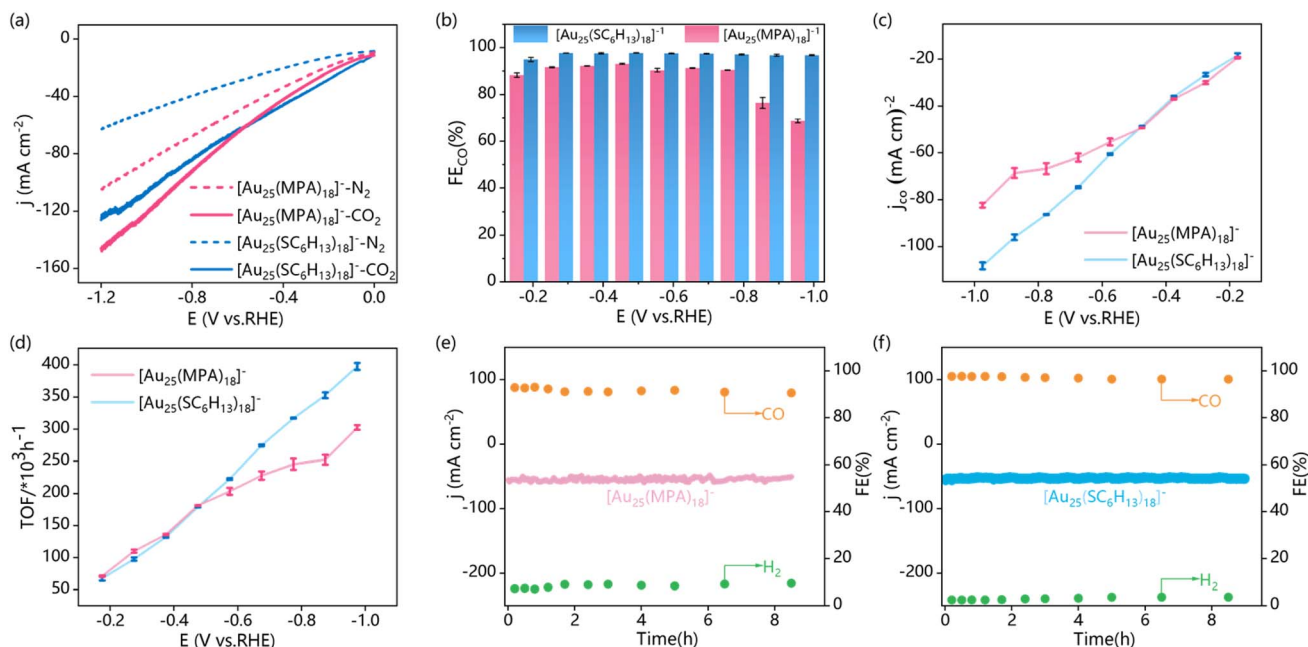 (a)
0
-40
-80
-120
-160
j (mA cm⁻²)
[Au₂₅(MPA)₁₈]⁻-N₂
[Au₂₅(MPA)₁₈]⁻-CO₂
[Au₂₅(SC₆H₁₃)₁₈]⁻-N₂
[Au₂₅(SC₆H₁₃)₁₈]⁻-CO₂
-1.2 -0.8 -0.4 0.0
E (V vs.RHE)
(b)
100
80
60
90
40
20
0
FE_CO(%)
[Au₂₅(SC₆H₁₃)₁₈]⁻¹ [Au₂₅(MPA)₁₈]⁻¹
-0.2 -0.4 -0.6 -0.8 -1.0
E (V vs.RHE)
(c)
-20
-40
-60
-80
-100
j_co (mA cm)⁻²
[Au₂₅(MPA)₁₈]⁻
[Au₂₅(SC₆H₁₃)₁₈]⁻
-1.0 -0.8 -0.6 -0.4 -0.2
E (V vs.RHE)
(d)
400
350
300
250
200
150
100
50
TOF/*10³h⁻¹
[Au₂₅(MPA)₁₈]⁻
[Au₂₅(SC₆H₁₃)₁₈]⁻
-0.2 -0.4 -0.6 -0.8 -1.0
E (V vs.RHE)
(e)
100
0
-100
-200
j (mA cm⁻²)
CO
[Au₂₅(MPA)₁₈]⁻
H₂
100
80
60
40
20
0
FE(%)
0 2 4 6 8
Time(h)
(f)
100
0
-100
-200
j (mA cm⁻²)
CO
[Au₂₅(SC₆H₁₃)₁₈]⁻
H₂
100
80
60
40
20
0
FE(%)
0 2 4 6 8
Time(h)